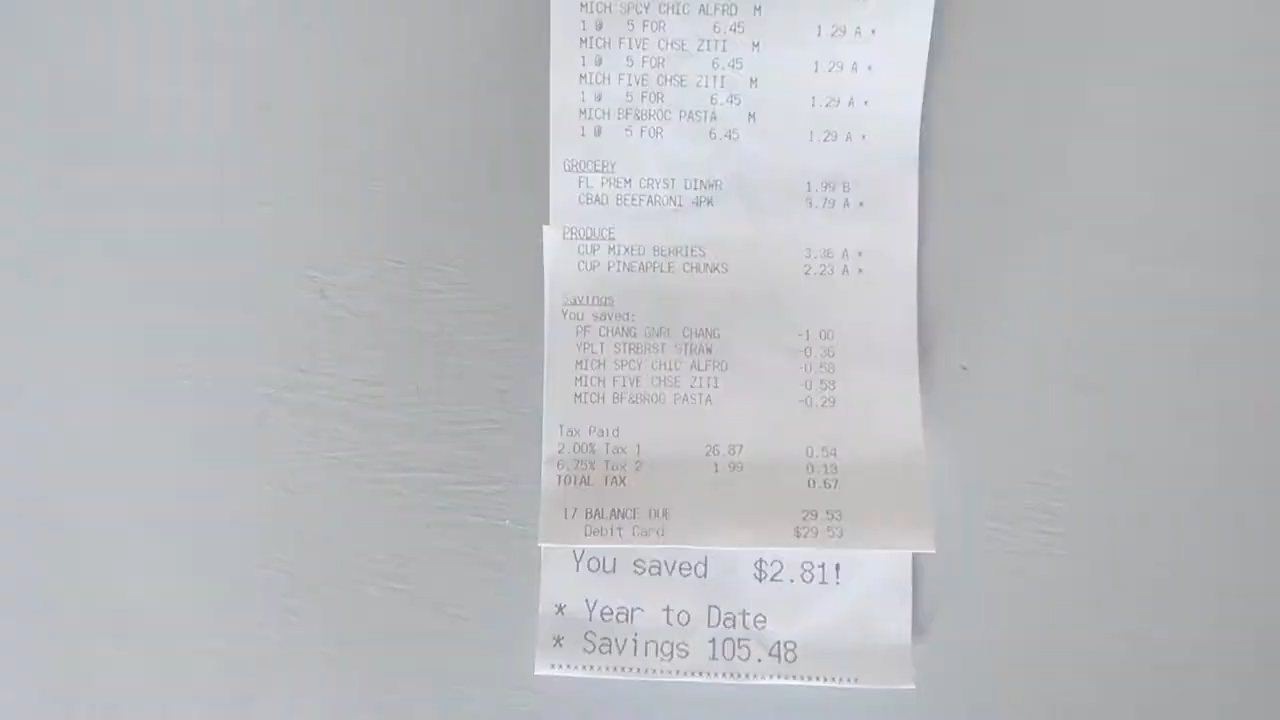 MICH SPCY CHIC ALFRD M
1 @ 5 FOR 6.45 1.29 A *
MICH FIVE CHSE ZITI M
1 @ 5 FOR 6.45 1.29 A *
MICH FIVE CHSE ZITI M
1 @ 5 FOR 6.45 1.29 A *
MICH BF&BROC PASTA M
1 @ 5 FOR 6.45 1.29 A *
GROCERY
FL PREM CRYST DINWR 1.99 B
CBAD BEEFARONI 4PK 3.79 A *
PRODUCE
CUP MIXED BERRIES 3.36 A *
CUP PINEAPPLE CHUNKS 2.23 A *
Savings
You saved:
PF CHANG GNRL CHANG -1.00
YPLT STRBRST STRAW -0.36
MICH SPCY CHIC ALFRD -0.58
MICH FIVE CHSE ZITI -0.58
MICH BF&BROC PASTA -0.29
Tax Paid
2.00% Tax 1 26.87 0.54
6.75% Tax 2 1.99 0.13
TOTAL TAX 0.67
17 BALANCE DUE 29.53
Debit Card $29.53
You saved $2.81!
* Year to Date
* Savings 105.48